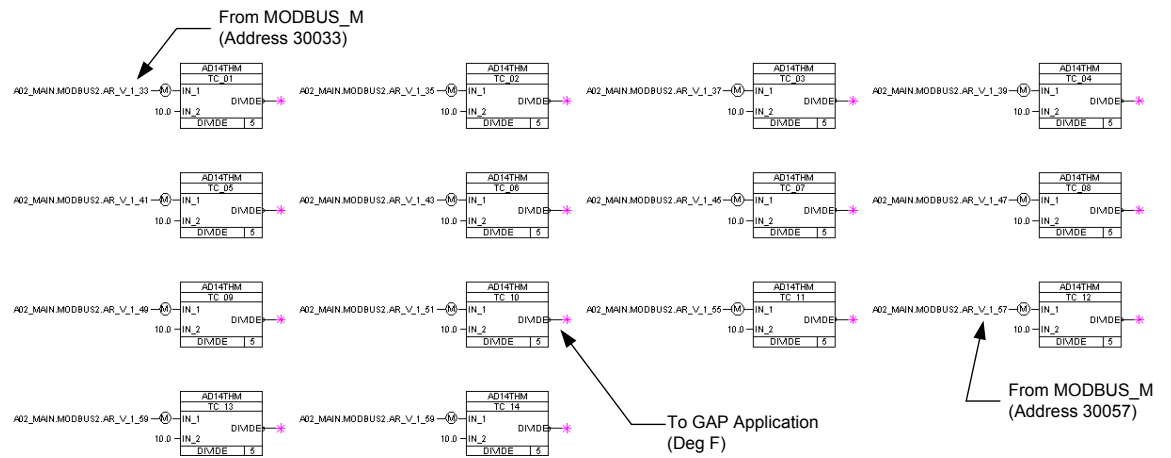 From MODBUS_M
(Address 30033)
AD14THM
TC_01
A02_MAIN.MODBUS2.AR_V_1_33 M IN_1
DIVIDE
10.0 IN_2
DIVIDE 5
AD14THM
TC_02
A02_MAIN.MODBUS2.AR_V_1_35 M IN_1
DIVIDE
10.0 IN_2
DIVIDE 5
AD14THM
TC_03
A02_MAIN.MODBUS2.AR_V_1_37 M IN_1
DIVIDE
10.0 IN_2
DIVIDE 5
AD14THM
TC_04
A02_MAIN.MODBUS2.AR_V_1_39 M IN_1
DIVIDE
10.0 IN_2
DIVIDE 5
AD14THM
TC_05
A02_MAIN.MODBUS2.AR_V_1_41 M IN_1
DIVIDE
10.0 IN_2
DIVIDE 5
AD14THM
TC_06
A02_MAIN.MODBUS2.AR_V_1_43 M IN_1
DIVIDE
10.0 IN_2
DIVIDE 5
AD14THM
TC_07
A02_MAIN.MODBUS2.AR_V_1_45 M IN_1
DIVIDE
10.0 IN_2
DIVIDE 5
AD14THM
TC_08
A02_MAIN.MODBUS2.AR_V_1_47 M IN_1
DIVIDE
10.0 IN_2
DIVIDE 5
AD14THM
TC_09
A02_MAIN.MODBUS2.AR_V_1_49 M IN_1
DIVIDE
10.0 IN_2
DIVIDE 5
AD14THM
TC_10
A02_MAIN.MODBUS2.AR_V_1_51 M IN_1
DIVIDE
10.0 IN_2
DIVIDE 5
AD14THM
TC_11
A02_MAIN.MODBUS2.AR_V_1_55 M IN_1
DIVIDE
10.0 IN_2
DIVIDE 5
AD14THM
TC_12
A02_MAIN.MODBUS2.AR_V_1_57 M IN_1
DIVIDE
10.0 IN_2
DIVIDE 5
From MODBUS_M
(Address 30057)
AD14THM
TC_13
A02_MAIN.MODBUS2.AR_V_1_59 M IN_1
DIVIDE
10.0 IN_2
DIVIDE 5
AD14THM
TC_14
A02_MAIN.MODBUS2.AR_V_1_59 M IN_1
DIVIDE
10.0 IN_2
DIVIDE 5
To GAP Application
(Deg F)